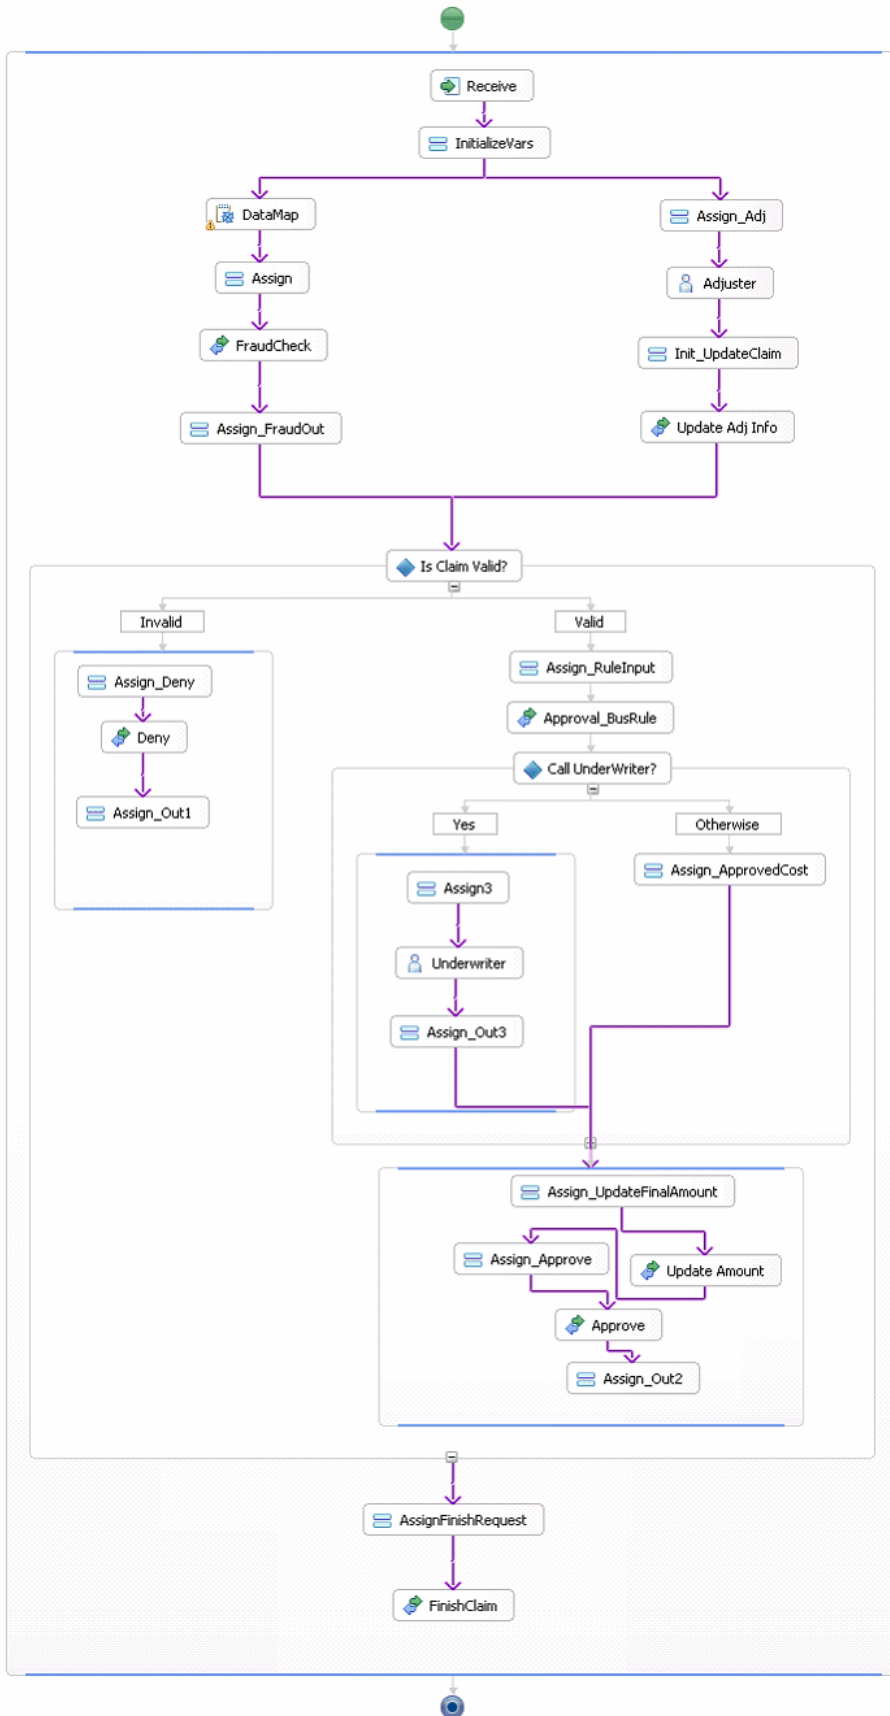 Receive
InitializeVars
DataMap
Assign_Adj
Assign
Adjuster
FraudCheck
Init_UpdateClaim
Assign_FraudOut
Update Adj Info
Is Claim Valid?
Invalid
Valid
Assign_Deny
Assign_RuleInput
Deny
Approval_BusRule
Call UnderWriter?
Assign_Out1
Yes
Otherwise
Assign3
Assign_ApprovedCost
Underwriter
Assign_Out3
Assign_UpdateFinalAmount
Assign_Approve
Update Amount
Approve
Assign_Out2
AssignFinishRequest
FinishClaim